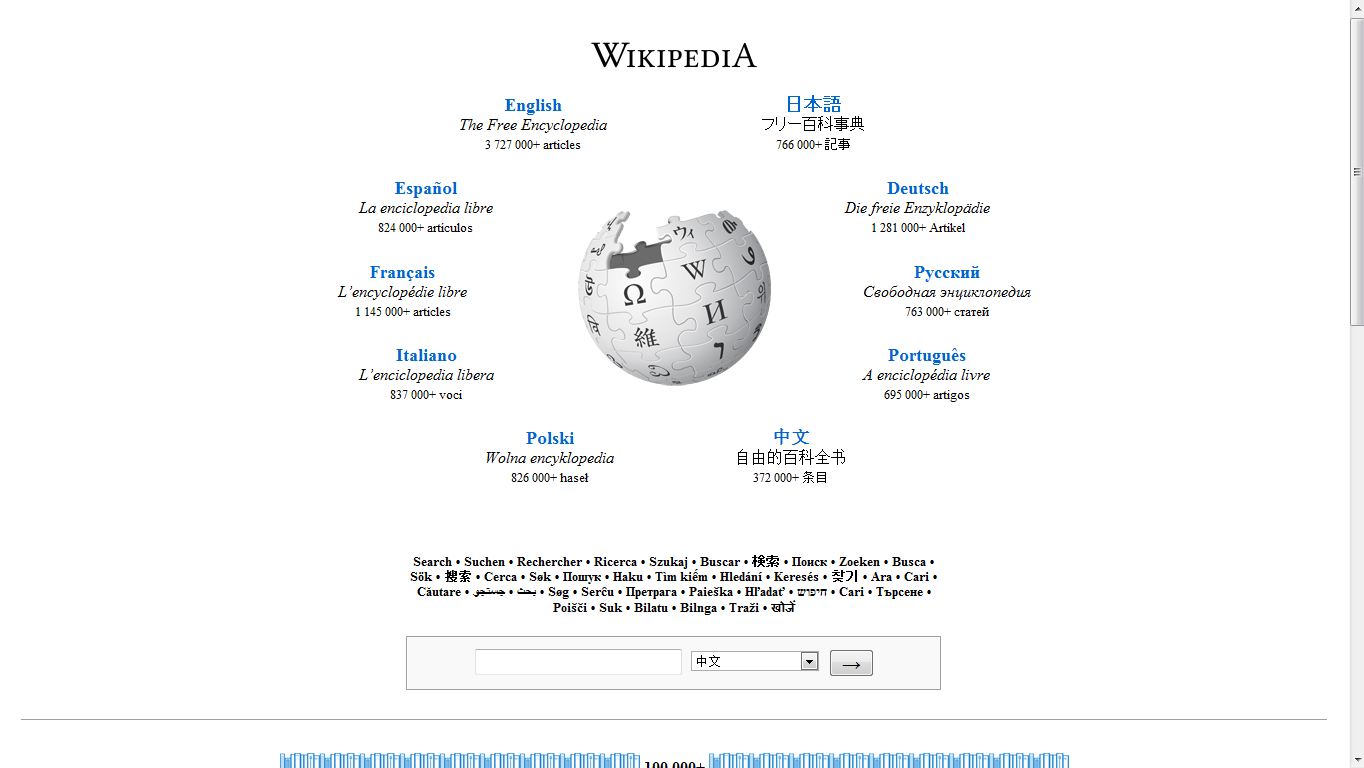 WIKIPEDIA
English
The Free Encyclopedia
3 727 000+ articles
日本語
フリー百科事典
766 000+ 記事
Español
La enciclopedia libre
824 000+ artículos
Deutsch
Die freie Enzyklopädie
1 281 000+ Artikel
Français
L'encyclopédie libre
1 145 000+ articles
Русский
Свободная энциклопедия
763 000+ статей
Italiano
L'enciclopedia libera
837 000+ voci
Português
A enciclopédia livre
695 000+ artigos
Polski
Wolna encyklopedia
826 000+ haseł
中文
自由的百科全书
372 000+ 条目
ウィ
W
Ω
И
維
Search • Suchen • Rechercher • Ricerca • Szukaj • Buscar • 検索 • Поиск • Zoeken • Busca •
Sök • 搜索 • Cerca • Søk • Пошук • Haku • Tìm kiếm • Hledání • Keresés • 찾기 • Ara • Cari •
Căutare • جستجو • بحث • Søg • Serĉu • Претрага • Paieška • Hľadať • חיפוש • Cari • Търсене •
Poišči • Suk • Bilatu • Bilnga • Traži • खोजें
中文
→
100 000+